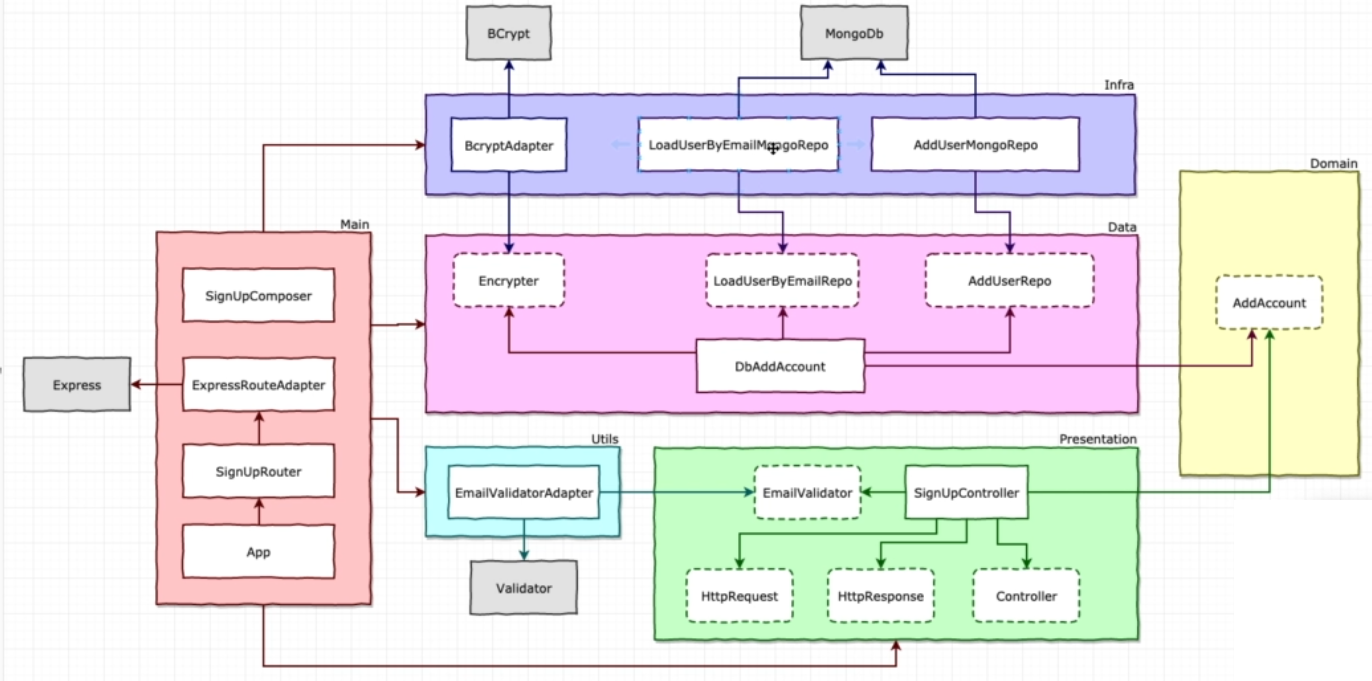 BCrypt
MongoDb
Infra
BcryptAdapter
LoadUserByEmailMongoRepo
AddUserMongoRepo
Domain
Main
Data
SignUpComposer
Encrypter
LoadUserByEmailRepo
AddUserRepo
AddAccount
Express
ExpressRouteAdapter
DbAddAccount
Utils
Presentation
SignUpRouter
EmailValidatorAdapter
EmailValidator
SignUpController
App
Validator
HttpRequest
HttpResponse
Controller